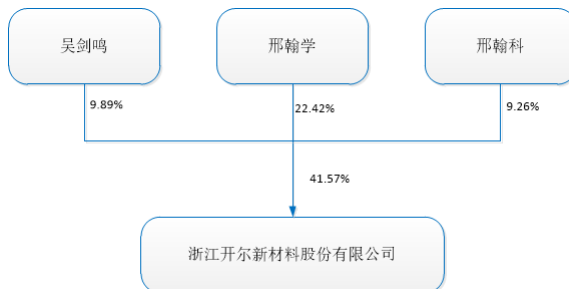 吴剑鸣
邢翰学
邢翰科
9.89%
22.42%
9.26%
41.57%
浙江开尔新材料股份有限公司